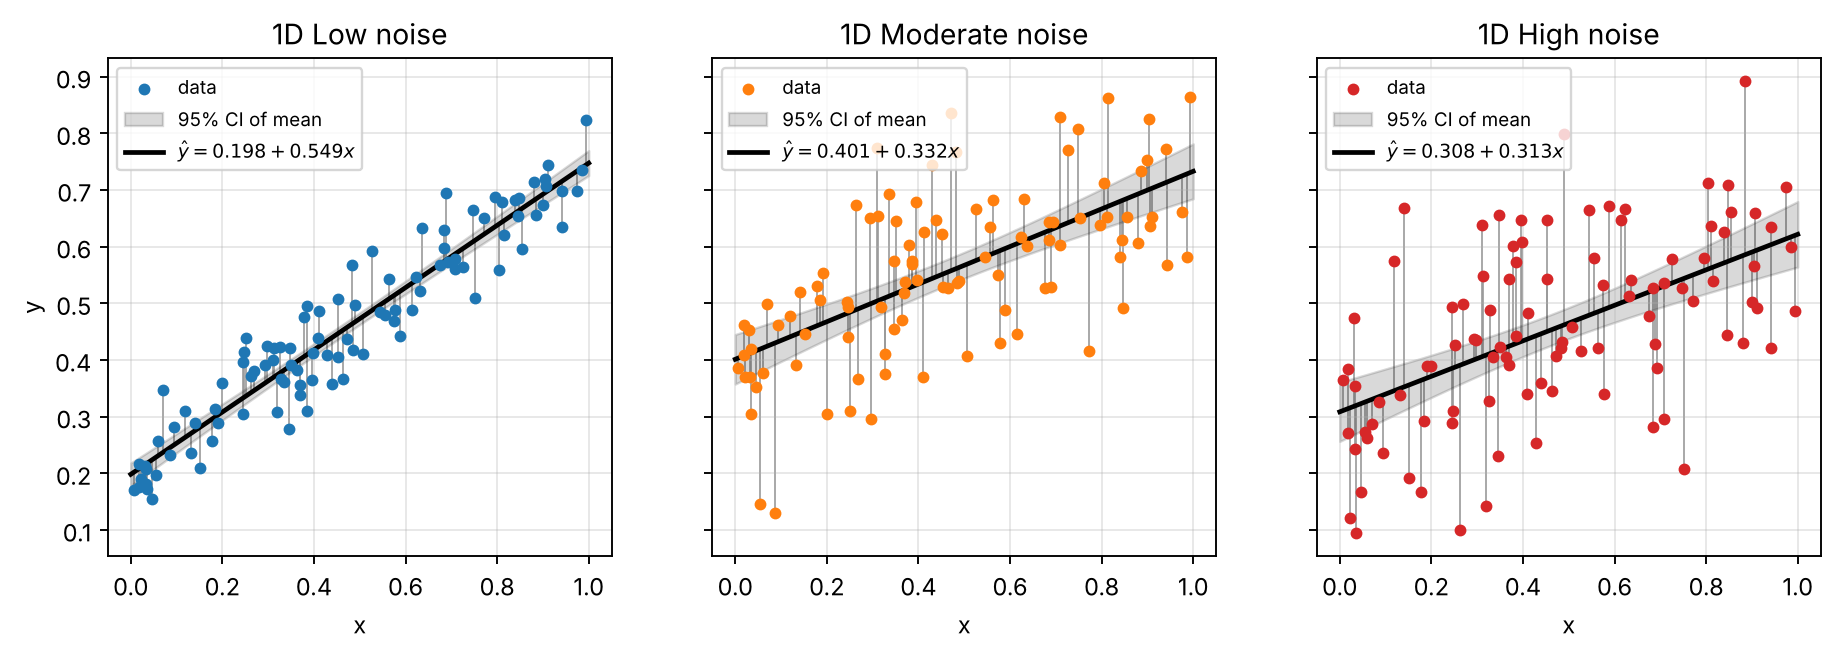 1D Low noise
data
95% CI of mean
ŷ = 0.198 + 0.549x
0.9
0.8
0.7
0.6
0.5
0.4
0.3
0.2
0.1
y
0.0 0.2 0.4 0.6 0.8 1.0
x
1D Moderate noise
data
95% CI of mean
ŷ = 0.401 + 0.332x
0.0 0.2 0.4 0.6 0.8 1.0
x
1D High noise
data
95% CI of mean
ŷ = 0.308 + 0.313x
0.0 0.2 0.4 0.6 0.8 1.0
x